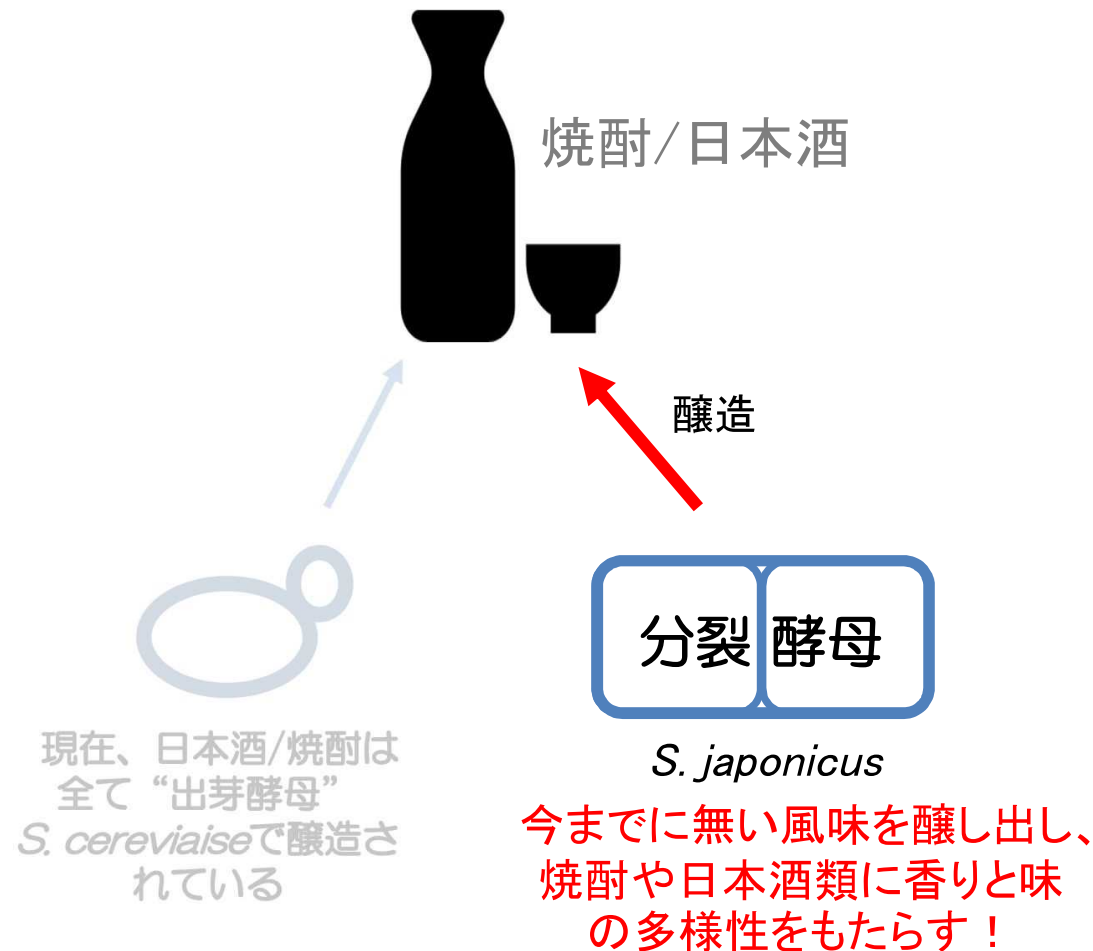 焼酎/日本酒
醸造
分裂 酵母
S. japonicus
今までに無い風味を醸し出し、
焼酎や日本酒類に香りと味
の多様性をもたらす！
現在、日本酒/焼酎は
全て“出芽酵母”
S. cereviaiseで醸造さ
れている